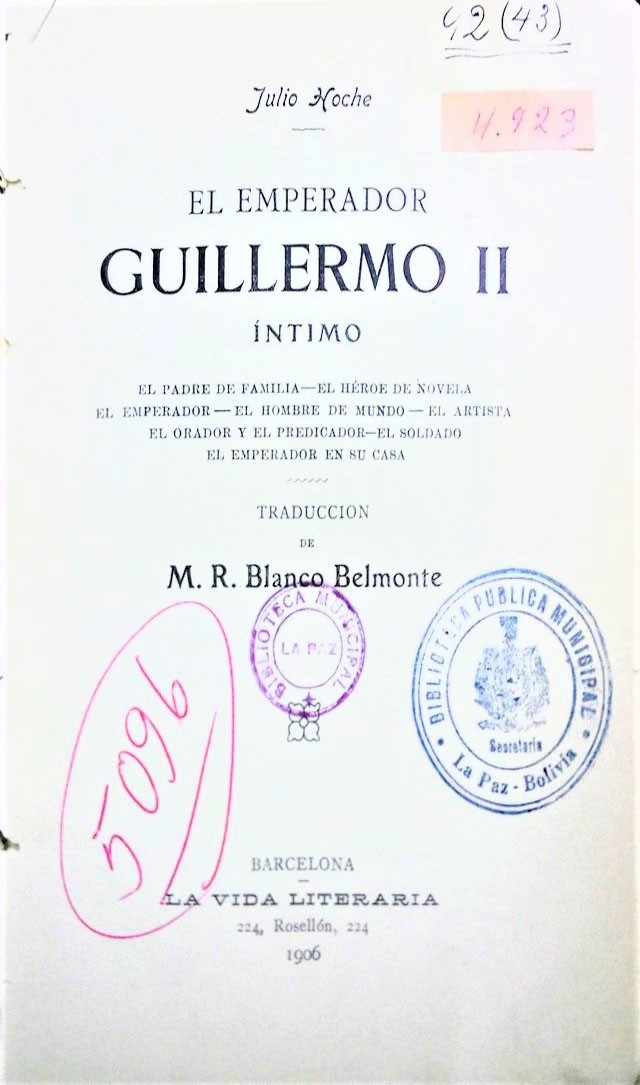 92 (43)
Julio Hoche
4.923
EL EMPERADOR
GUILLERMO II
ÍNTIMO
EL PADRE DE FAMILIA—EL HÉROE DE NOVELA
EL EMPERADOR — EL HOMBRE DE MUNDO — EL ARTISTA
EL ORADOR Y EL PREDICADOR—EL SOLDADO
EL EMPERADOR EN SU CASA
TRADUCCION
DE
M. R. Blanco Belmonte
BIBLIOTECA MUNICIPAL
LA PAZ
BIBLIOTECA PUBLICA MUNICIPAL
Secretaría
La Paz - Bolivia
5096
BARCELONA
LA VIDA LITERARIA
224, Rosellón, 224
1906